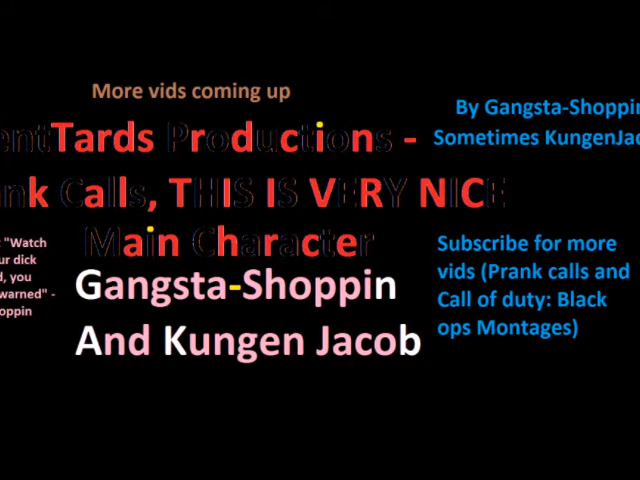 More vids coming up
entTards Productions -
nk Calls, THIS IS VERY NICE
Main Character
Gangsta-Shoppin
And Kungen Jacob
By Gangsta-Shoppin
Sometimes KungenJac
Subscribe for more
vids (Prank calls and
Call of duty: Black
ops Montages)
"Watch
ur dick
d, you
warned" -
oppin